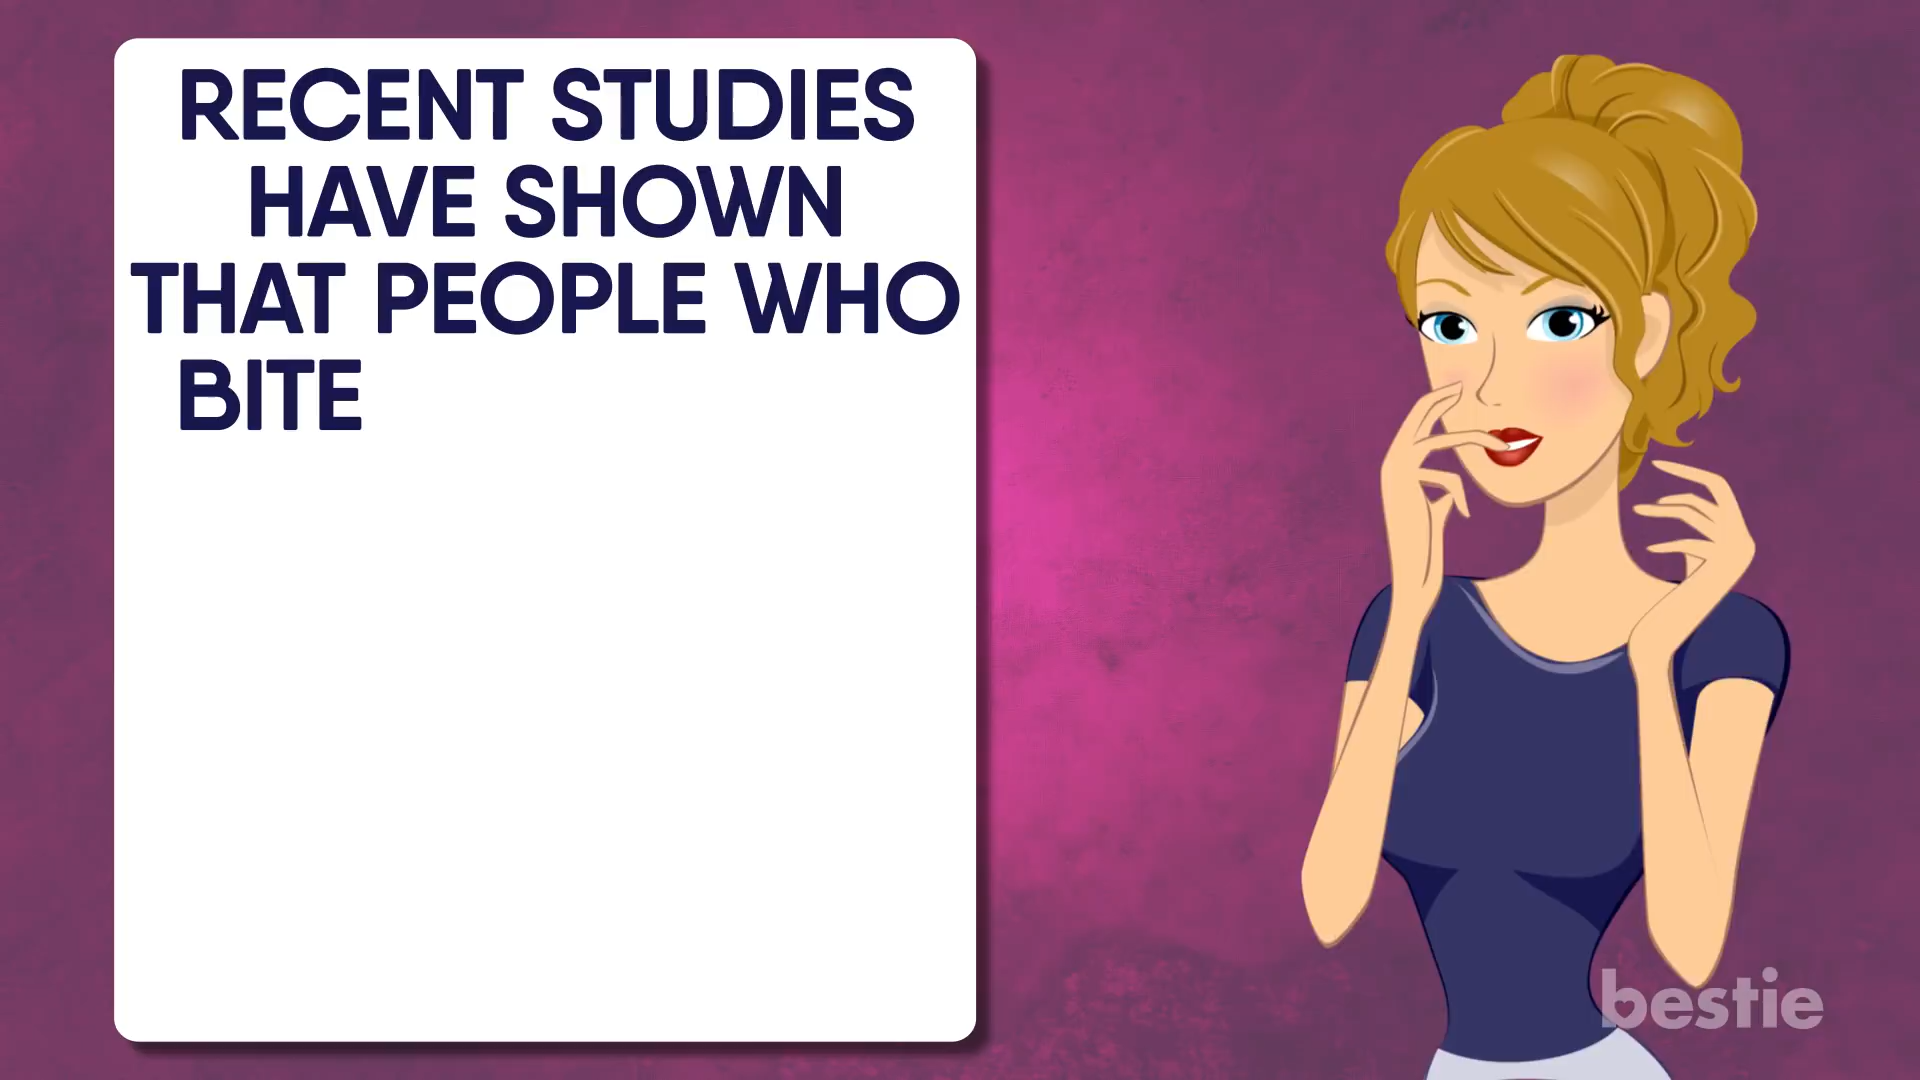 RECENT STUDIES
HAVE SHOWN
THAT PEOPLE WHO
BITE
bestie